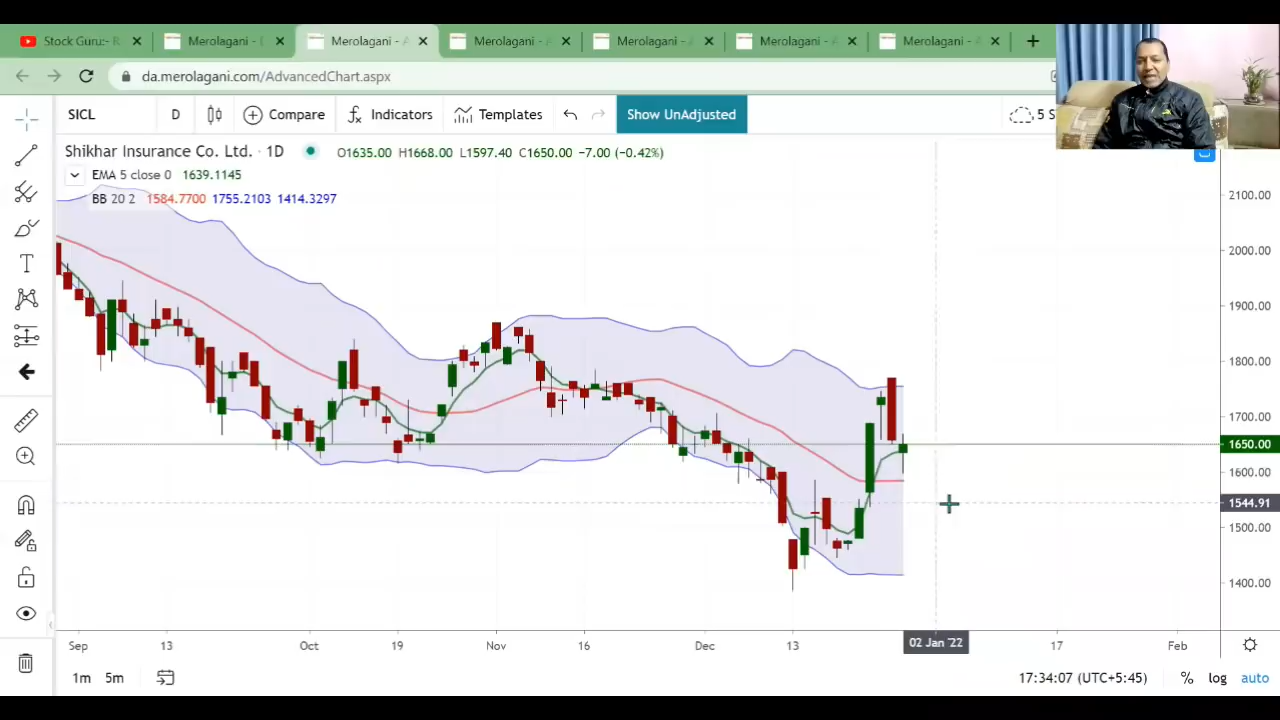 Stock Guru:- R
Merolagani - (
Merolagani - A
Merolagani - A
Merolagani - A
Merolagani - A
Merolagani - A
da.merolagani.com/AdvancedChart.aspx
SICL D Compare Indicators Templates Show UnAdjusted 5 S
Shikhar Insurance Co. Ltd. · 1D O1635.00 H1668.00 L1597.40 C1650.00 −7.00 (−0.42%)
EMA 5 close 0 1639.1145
BB 20 2 1584.7700 1755.2103 1414.3297
2100.00
2000.00
1900.00
1800.00
1700.00
1650.00
1600.00
1544.91
1500.00
1400.00
Sep 13 Oct 19 Nov 16 Dec 13 02 Jan '22 17 Feb
1m 5m 17:34:07 (UTC+5:45) % log auto